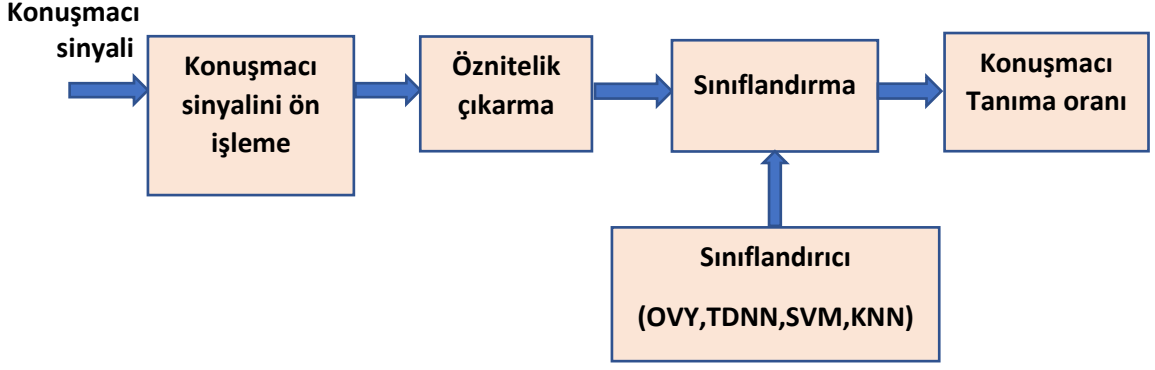 Konuşmacı
sinyali
Konuşmacı
sinyalini ön
işleme
Öznitelik
çıkarma
Sınıflandırma
Konuşmacı
Tanıma oranı
Sınıflandırıcı
(OVY,TDNN,SVM,KNN)